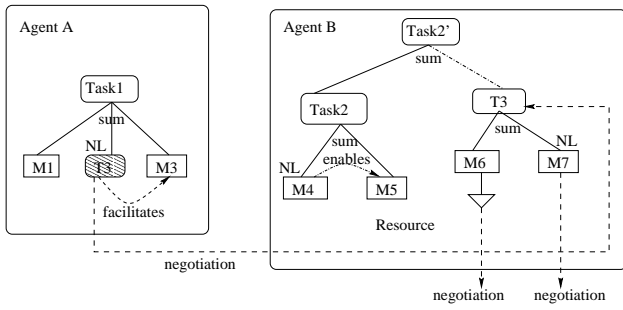 Agent A
Task1
sum
NL
M1
T3
M3
facilitates
negotiation
Agent B
Task2'
sum
Task2
T3
sum
sum
NL
enables
NL
M4
M5
M6
M7
Resource
negotiation
negotiation